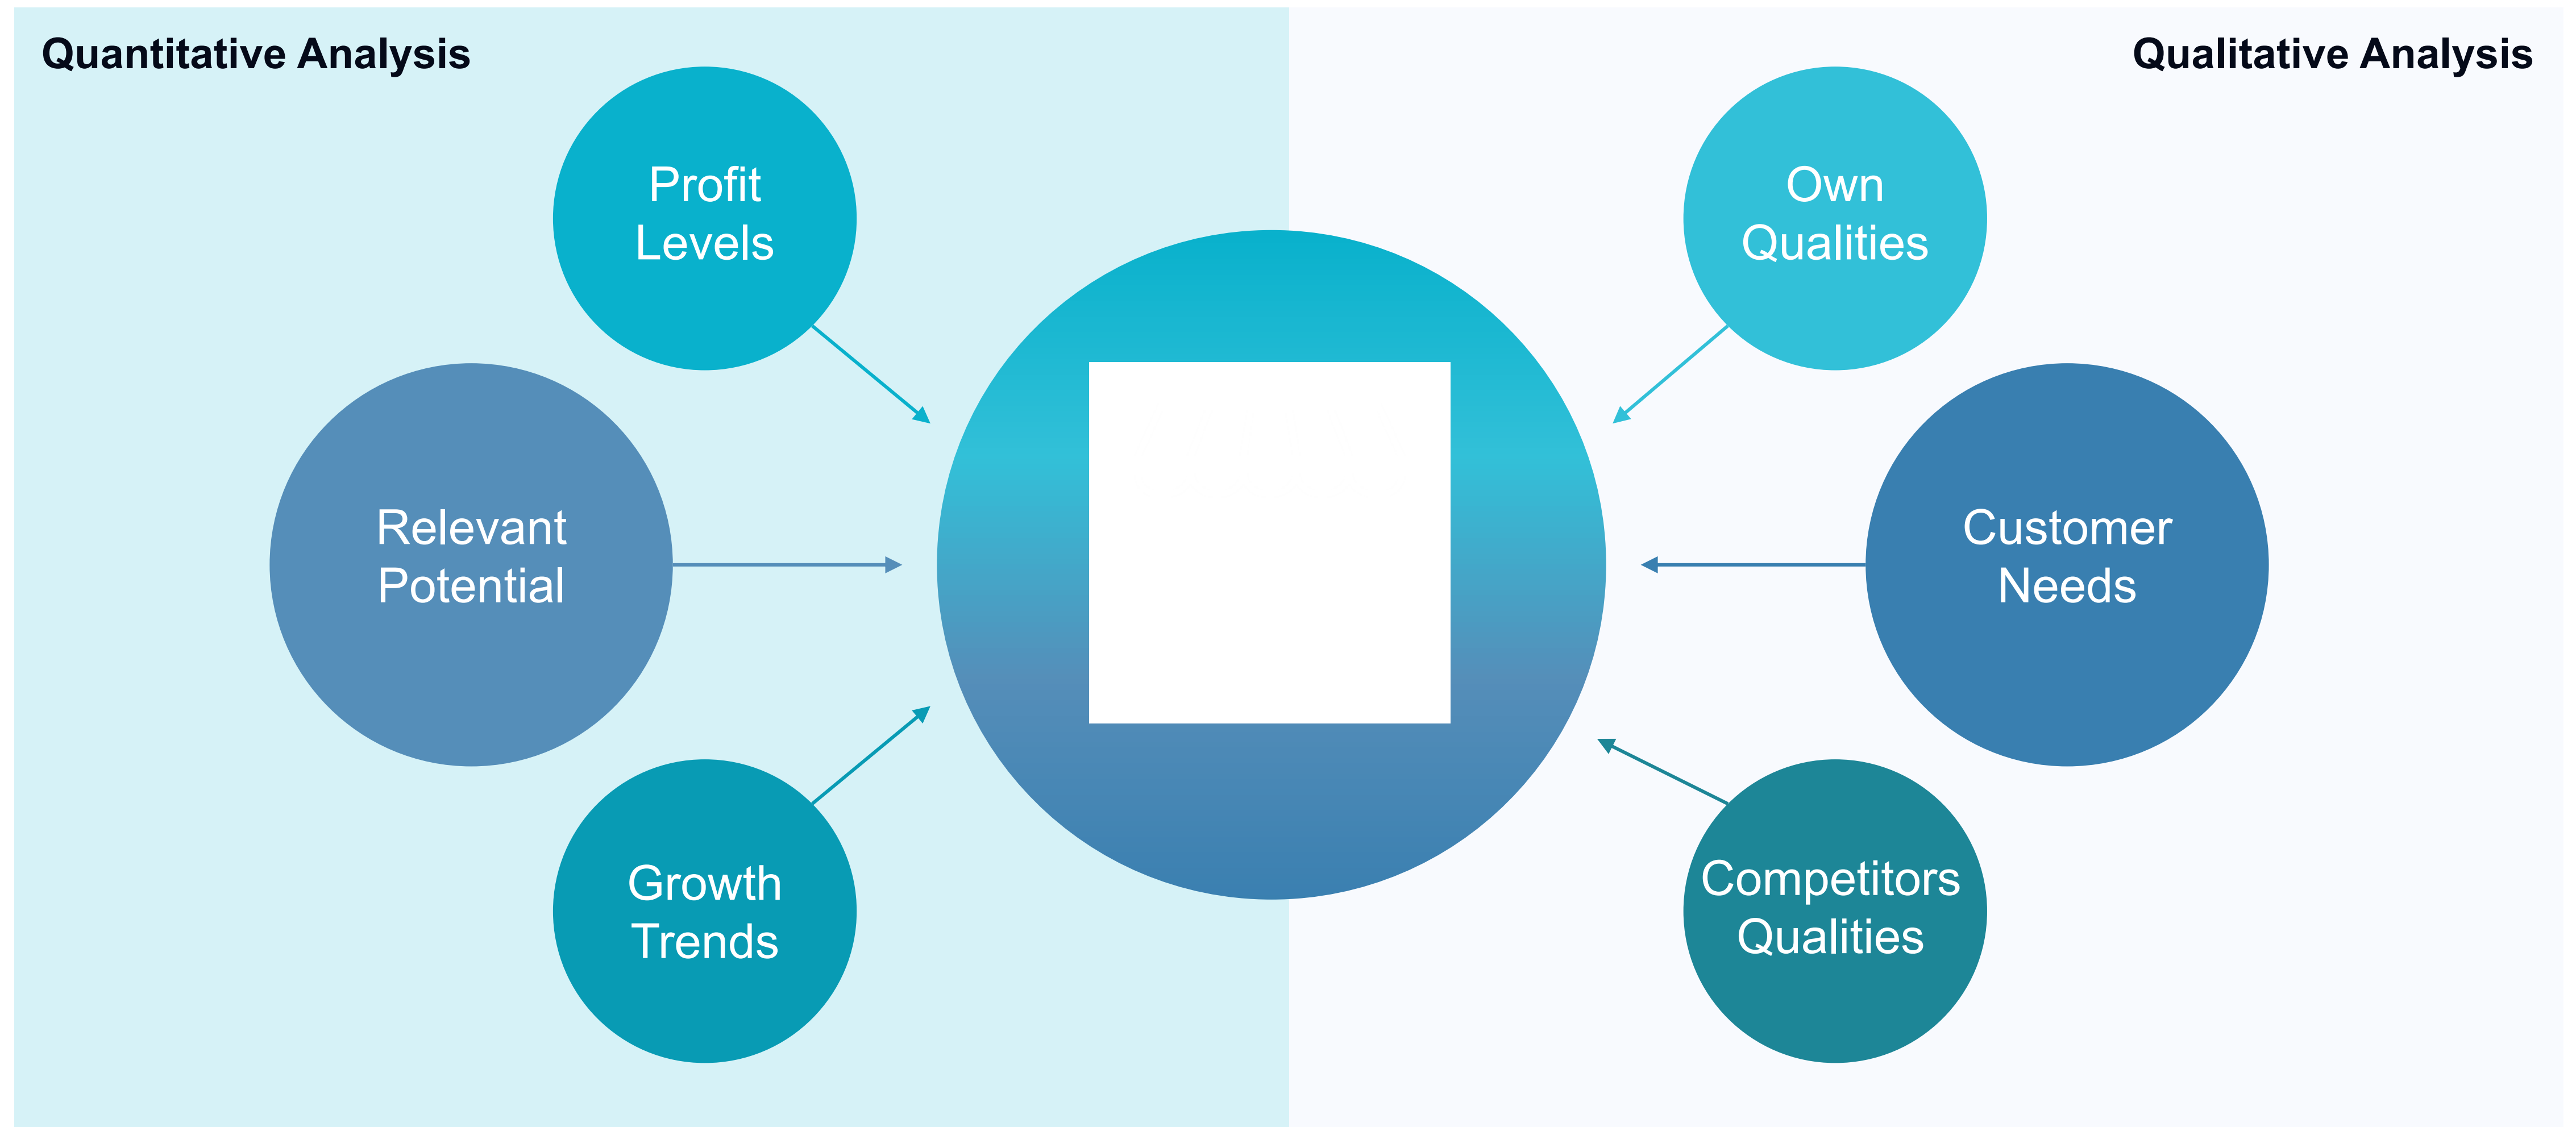 Quantitative Analysis
Qualitative Analysis
Profit
Levels
Own
Qualities
Relevant
Potential
Customer
Needs
Growth
Trends
Competitors
Qualities